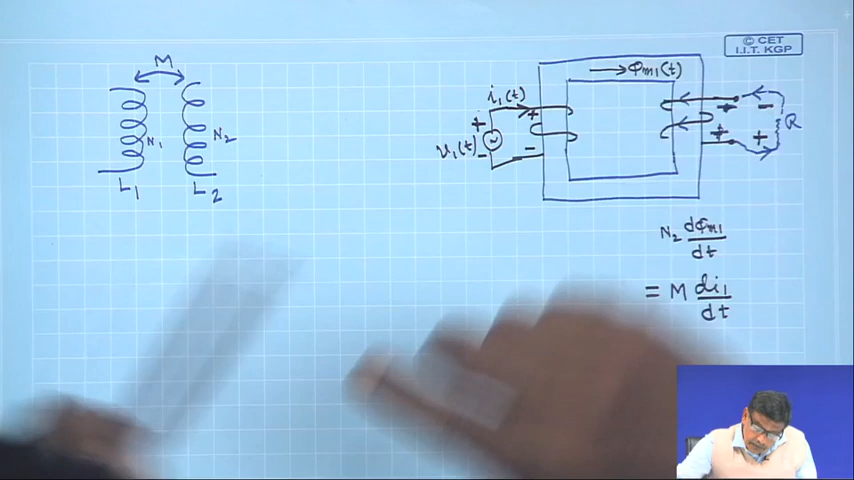 © CET
I.I.T. KGP
M
N1
N2
L1
L2
i1(t)
Φm1(t)
+
+
-
-
v1(t)
+
-
+
+
R
N2 dΦm1/dt
= M di1/dt